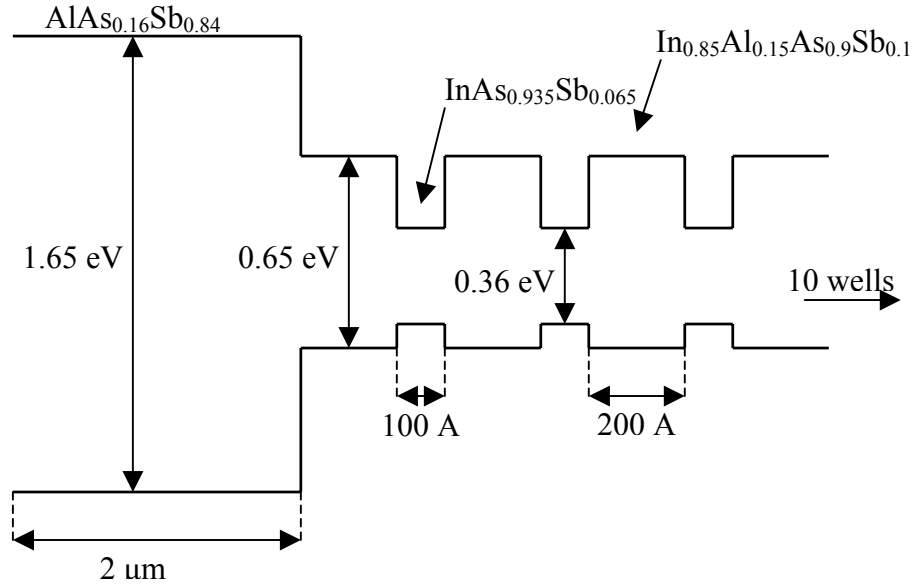 AlAs₀.₁₆Sb₀.₈₄
In₀.₈₅Al₀.₁₅As₀.₉Sb₀.₁
InAs₀.₉₃₅Sb₀.₀₆₅
1.65 eV
0.65 eV
0.36 eV
10 wells
100 A
200 A
2 μm